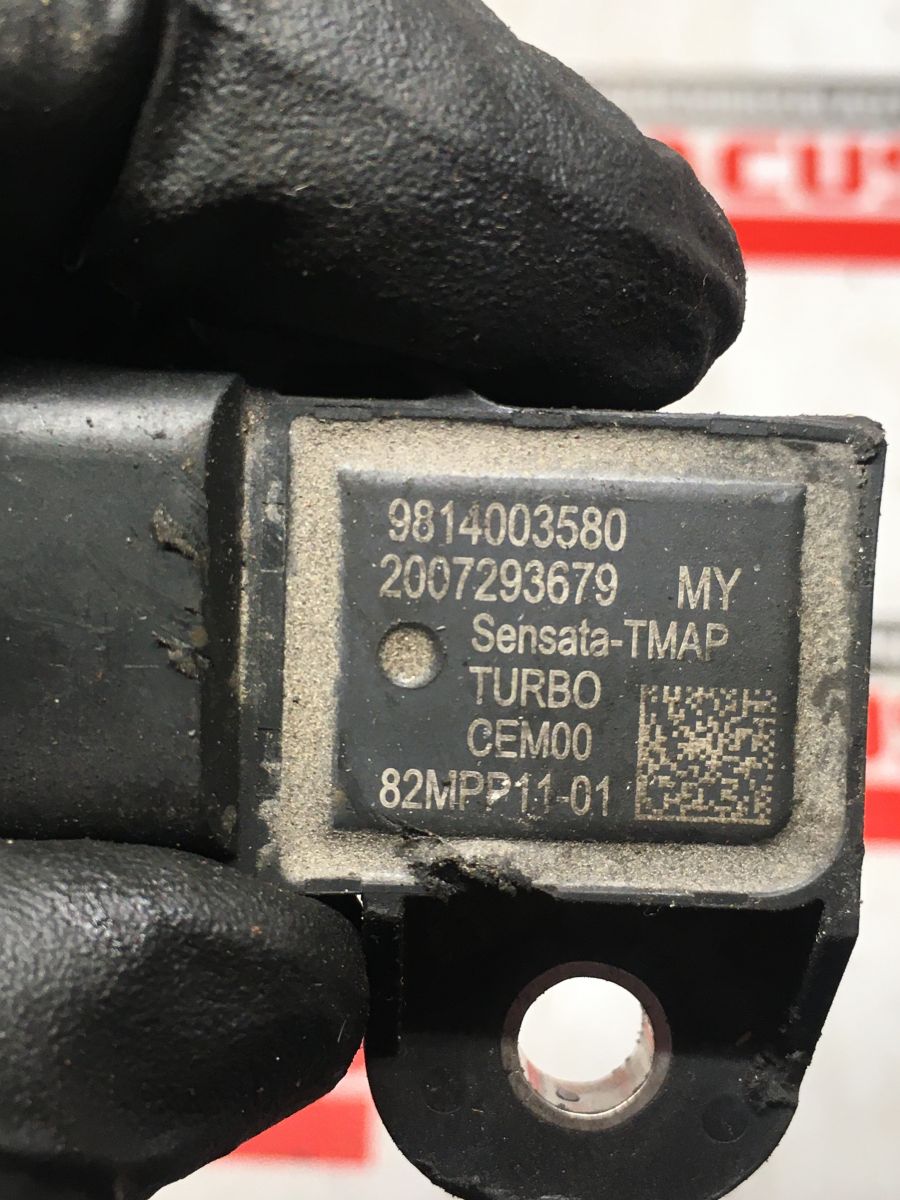 9814003580
2007293679 MY
Sensata-TMAP
TURBO
CEM00
82MPP11-01